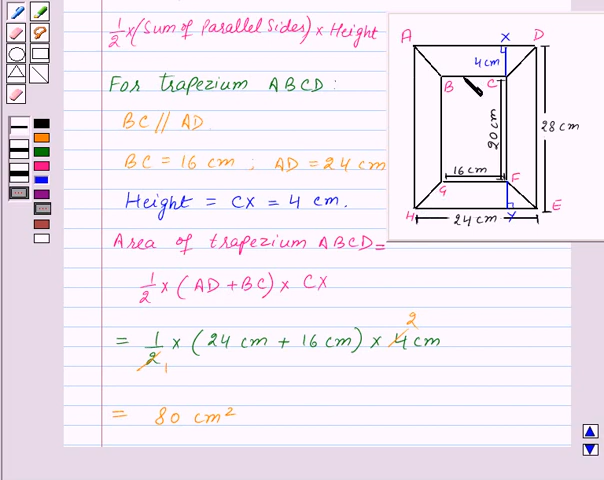 1/2 × (Sum of Parallel Sides) × Height
For trapezium ABCD :
BC // AD.
BC = 16 cm ; AD = 24 cm
Height = CX = 4 cm.
Area of trapezium ABCD =
1/2 × (AD + BC) × CX
= 1/2 × (24 cm + 16 cm) × 4 cm
1
2
= 80 cm²
A
X
D
4 cm
B
C
20 cm
28 cm
16 cm
F
G
H
Y
E
24 cm